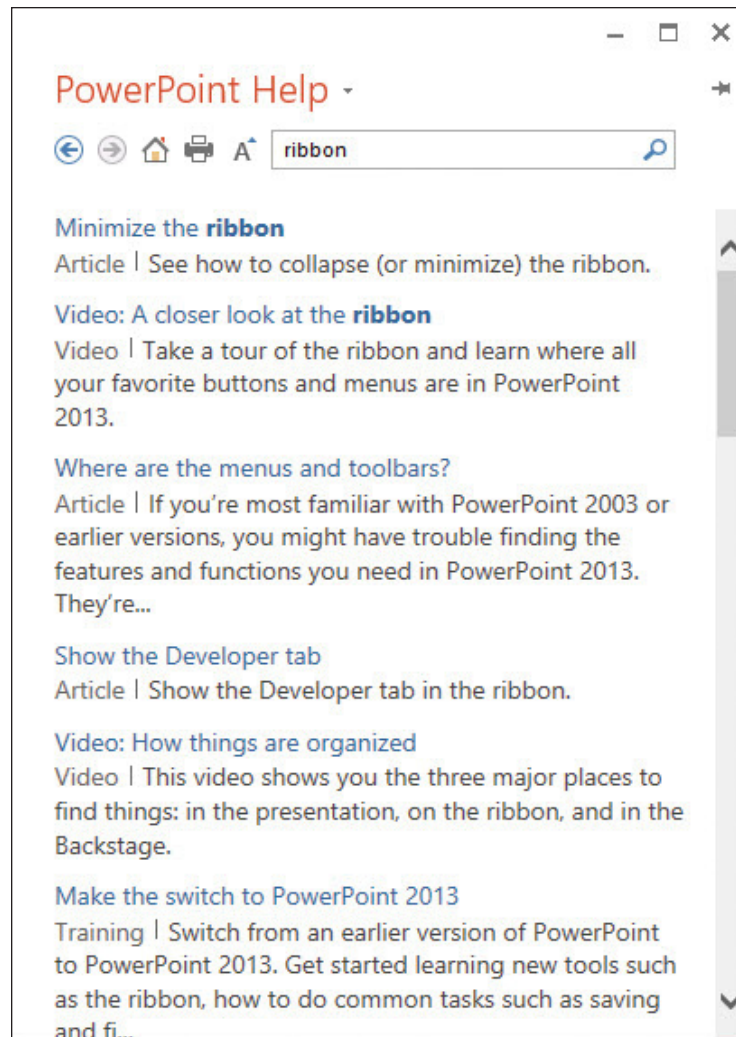 PowerPoint Help
A
ribbon
Minimize the ribbon
Article | See how to collapse (or minimize) the ribbon.
Video: A closer look at the ribbon
Video | Take a tour of the ribbon and learn where all
your favorite buttons and menus are in PowerPoint
2013.
Where are the menus and toolbars?
Article | If you're most familiar with PowerPoint 2003 or
earlier versions, you might have trouble finding the
features and functions you need in PowerPoint 2013.
They're...
Show the Developer tab
Article | Show the Developer tab in the ribbon.
Video: How things are organized
Video | This video shows you the three major places to
find things: in the presentation, on the ribbon, and in the
Backstage.
Make the switch to PowerPoint 2013
Training | Switch from an earlier version of PowerPoint
to PowerPoint 2013. Get started learning new tools such
as the ribbon, how to do common tasks such as saving
and fi...